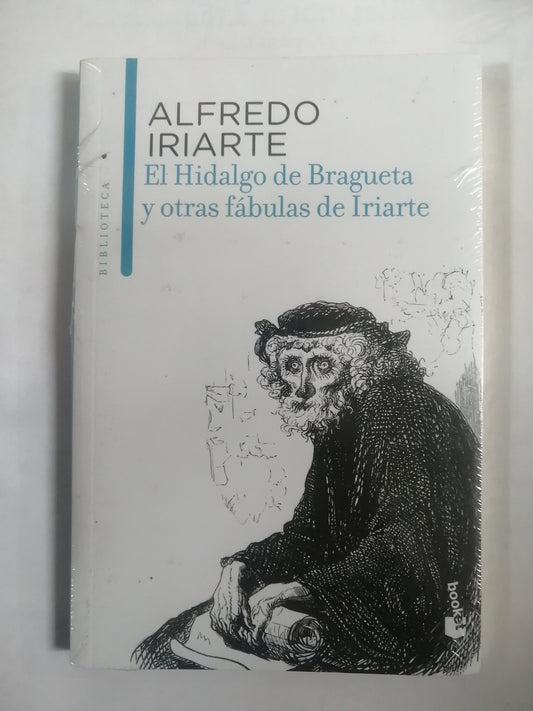 BIBLIOTECA
ALFREDO
IRIARTE
El Hidalgo de Bragueta
y otras fábulas de Iriarte
booket